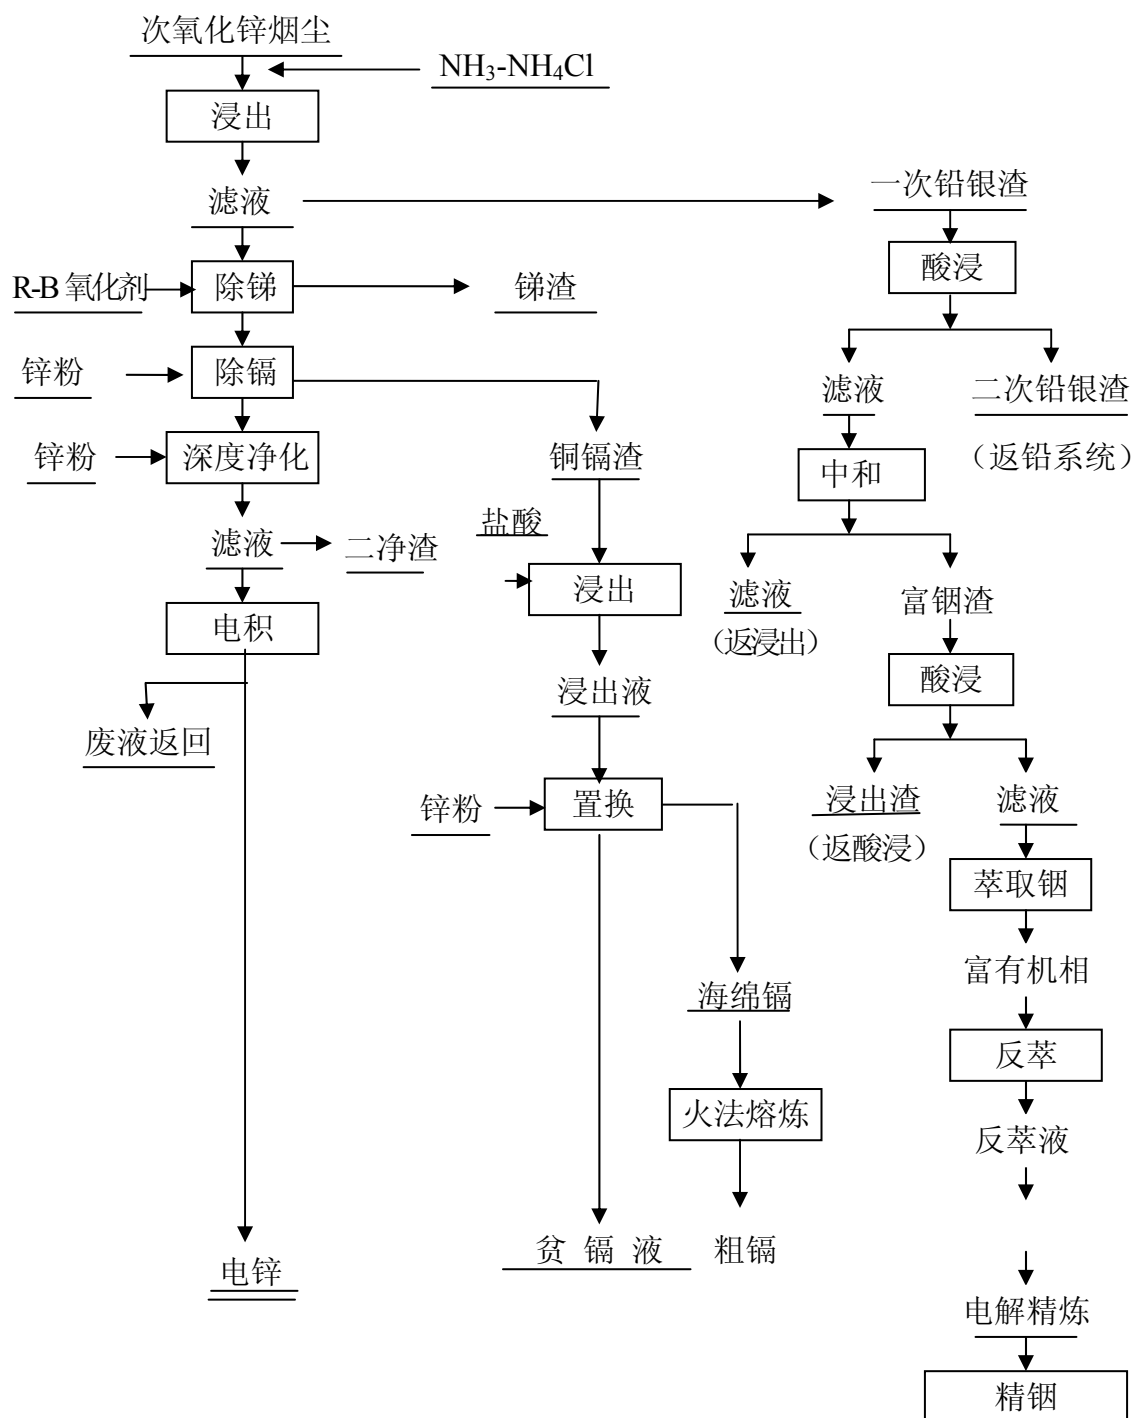 次氧化锌烟尘
NH₃-NH₄Cl
浸出
滤液
一次铅银渣
酸浸
R-B 氧化剂
除锑
锑渣
锌粉
除镉
滤液
二次铅银渣
（返铅系统）
锌粉
深度净化
铜镉渣
中和
盐酸
滤液
二净渣
浸出
滤液
（返浸出）
富铟渣
电积
酸浸
浸出液
废液返回
锌粉
置换
浸出渣
（返酸浸）
滤液
萃取铟
富有机相
海绵镉
反萃
火法熔炼
反萃液
贫 镉 液
粗镉
电锌
电解精炼
精铟